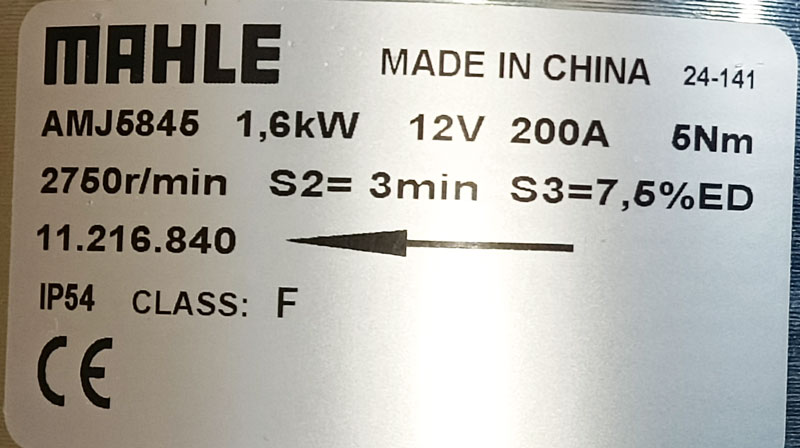 MAHLE MADE IN CHINA 24-141
AMJ5845 1,6kW 12V 200A 5Nm
2750r/min S2= 3min S3=7,5%ED
11.216.840
IP54 CLASS: F
CE